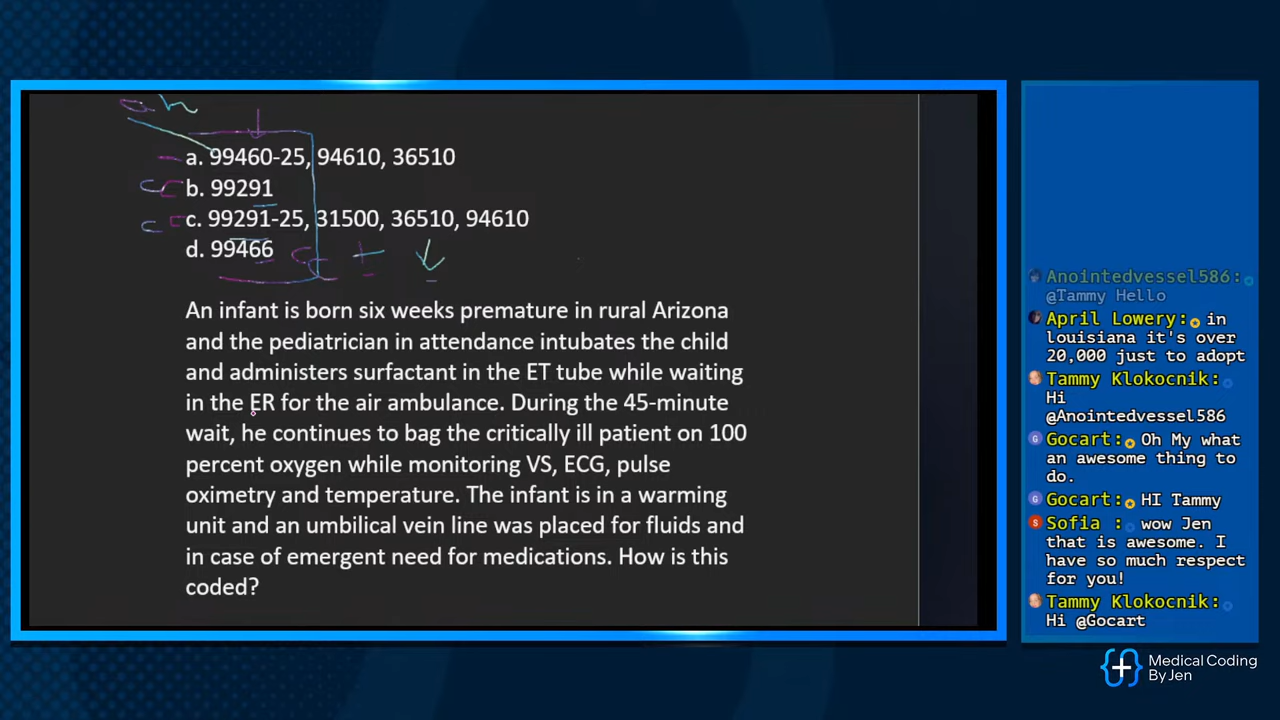 a. 99460-25, 94610, 36510
b. 99291
c. 99291-25, 31500, 36510, 94610
d. 99466
An infant is born six weeks premature in rural Arizona
and the pediatrician in attendance intubates the child
and administers surfactant in the ET tube while waiting
in the ER for the air ambulance. During the 45-minute
wait, he continues to bag the critically ill patient on 100
percent oxygen while monitoring VS, ECG, pulse
oximetry and temperature. The infant is in a warming
unit and an umbilical vein line was placed for fluids and
in case of emergent need for medications. How is this
coded?
Anointedvessel586:
@Tammy Hello
April Lowery: in
louisiana it's over
20,000 just to adopt
Tammy Klokocnik:
Hi
@Anointedvessel586
Gocart: Oh My what
an awesome thing to
do.
Gocart: HI Tammy
Sofia : wow Jen
that is awesome. I
have so much respect
for you!
Tammy Klokocnik:
Hi @Gocart
Medical Coding
By Jen